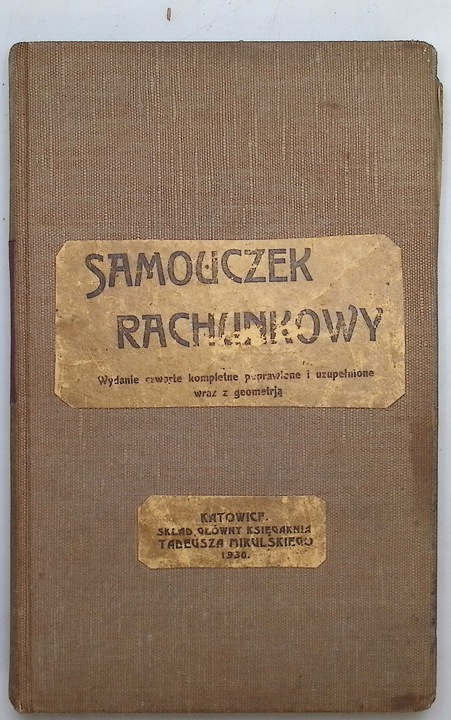 SAMOUCZEK
RACHUNKOWY
Wydanie czwarte kompletne poprawione i uzupełnione
wraz z geometrją
KATOWICE.
SKŁAD GŁÓWNY KSIĘGARNIA
TADEUSZA MIKULSKIEGO
1930.